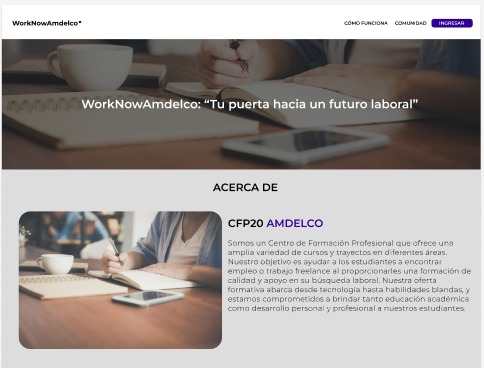 WorkNowAmdelco*
CÓMO FUNCIONA COMUNIDAD INGRESAR
WorkNowAmdelco: “Tu puerta hacia un futuro laboral”
ACERCA DE
CFP20 AMDELCO
Somos un Centro de Formación Profesional que ofrece una
amplia variedad de cursos y trayectos en diferentes áreas.
Nuestro objetivo es ayudar a los estudiantes a encontrar
empleo o trabajo freelance al proporcionarles una formación de
calidad y apoyo en su búsqueda laboral. Nuestra oferta
formativa abarca desde tecnología hasta habilidades blandas, y
estamos comprometidos a brindar tanto educación académica
como desarrollo personal y profesional a nuestros estudiantes.